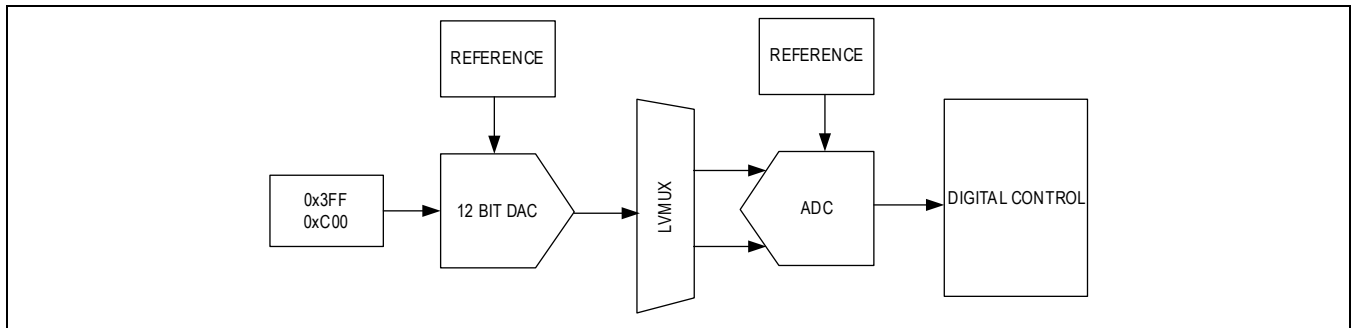 REFERENCE
REFERENCE
0x3FF
0xC00
12 BIT DAC
LVMUX
ADC
DIGITAL CONTROL